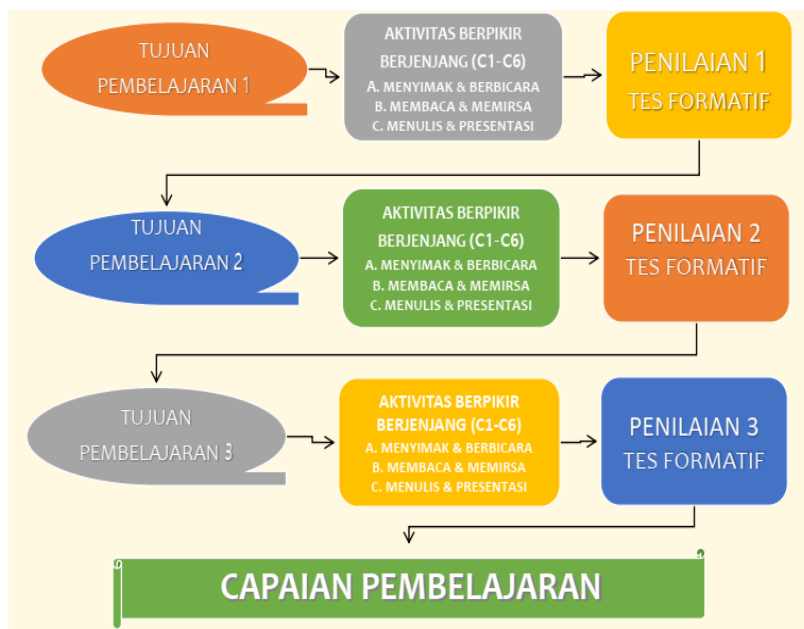 TUJUAN
PEMBELAJARAN 1
AKTIVITAS BERPIKIR
BERJENJANG (C1-C6)
A. MENYIMAK & BERBICARA
B. MEMBACA & MEMIRSA
C. MENULIS & PRESENTASI
PENILAIAN 1
TES FORMATIF
TUJUAN
PEMBELAJARAN 2
AKTIVITAS BERPIKIR
BERJENJANG (C1-C6)
A. MENYIMAK & BERBICARA
B. MEMBACA & MEMIRSA
C. MENULIS & PRESENTASI
PENILAIAN 2
TES FORMATIF
TUJUAN
PEMBELAJARAN 3
AKTIVITAS BERPIKIR
BERJENJANG (C1-C6)
A. MENYIMAK & BERBICARA
B. MEMBACA & MEMIRSA
C. MENULIS & PRESENTASI
PENILAIAN 3
TES FORMATIF
CAPAIAN PEMBELAJARAN